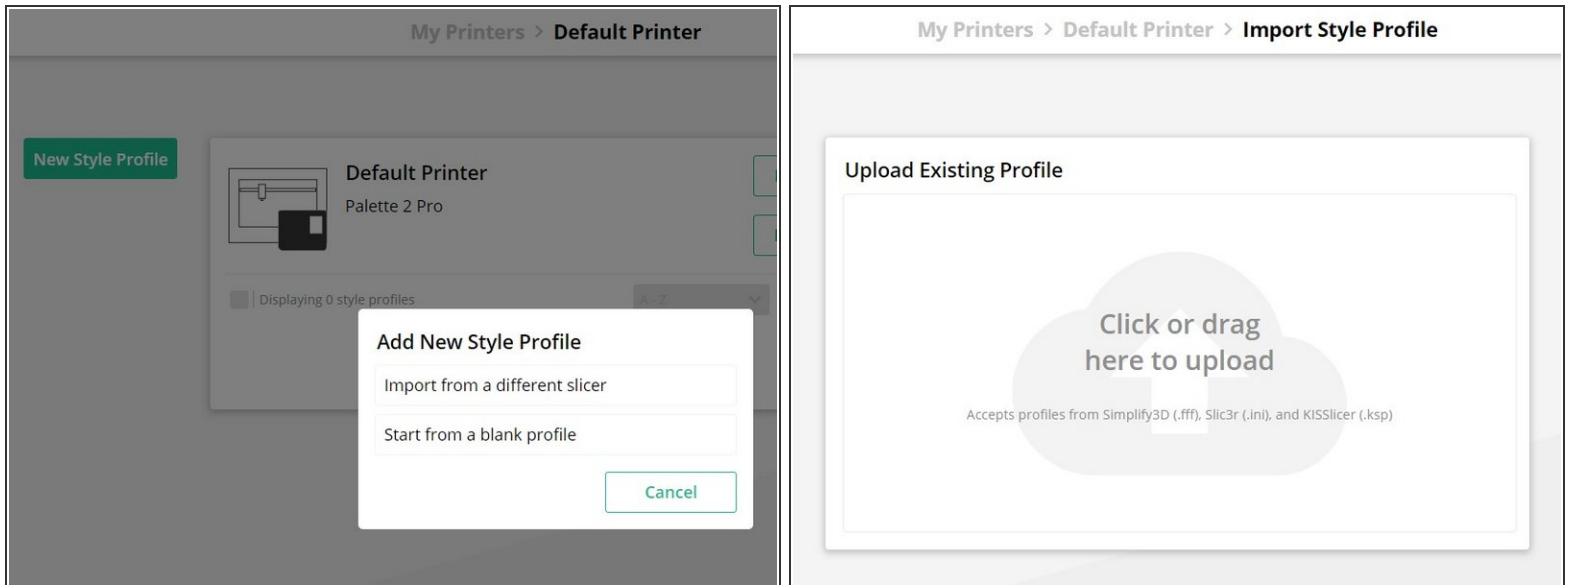 My Printers > Default Printer
New Style Profile
Default Printer
Palette 2 Pro
Displaying 0 style profiles
A - Z
Add New Style Profile
Import from a different slicer
Start from a blank profile
Cancel
My Printers > Default Printer > Import Style Profile
Upload Existing Profile
Click or drag
here to upload
Accepts profiles from Simplify3D (.fff), Slic3r (.ini), and KISSlicer (.ksp)